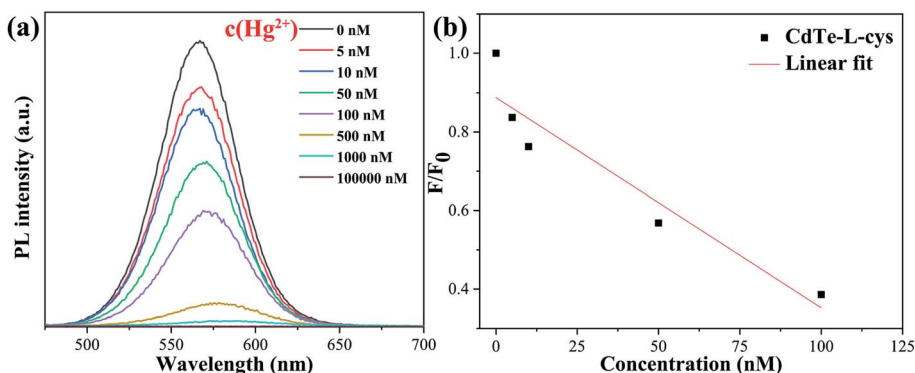 (a)
c(Hg²⁺)
0 nM
5 nM
10 nM
50 nM
100 nM
500 nM
1000 nM
100000 nM
PL intensity (a.u.)
500 550 600 650 700
Wavelength (nm)
(b)
CdTe-L-cys
Linear fit
F/F₀
1.0
0.8
0.6
0.4
0 25 50 75 100 125
Concentration (nM)